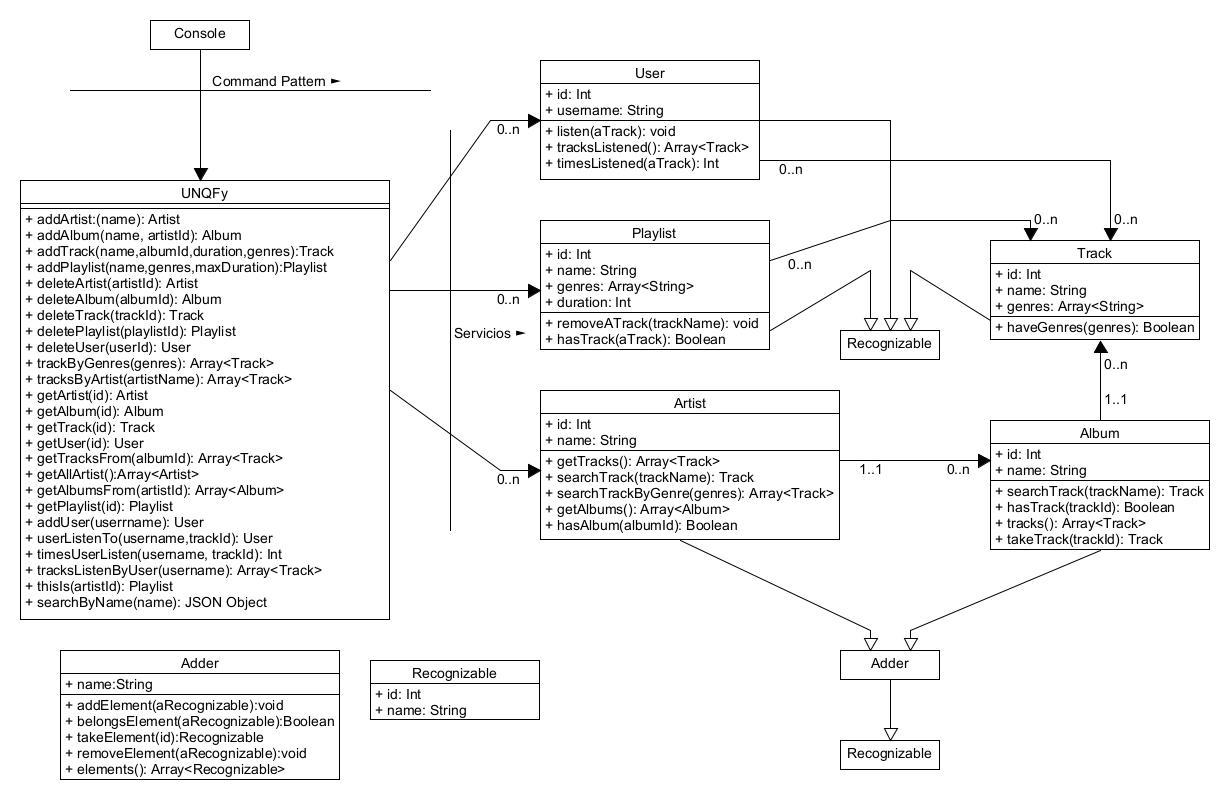 Console
Command Pattern ►
UNQFy
+ addArtist:(name): Artist
+ addAlbum(name, artistId): Album
+ addTrack(name,albumId,duration,genres):Track
+ addPlaylist(name,genres,maxDuration):Playlist
+ deleteArtist(artistId): Artist
+ deleteAlbum(albumId): Album
+ deleteTrack(trackId): Track
+ deletePlaylist(playlistId): Playlist
+ deleteUser(userId): User
+ trackByGenres(genres): Array<Track>
+ tracksByArtist(artistName): Array<Track>
+ getArtist(id): Artist
+ getAlbum(id): Album
+ getTrack(id): Track
+ getUser(id): User
+ getTracksFrom(albumId): Array<Track>
+ getAllArtist():Array<Artist>
+ getAlbumsFrom(artistId): Array<Album>
+ getPlaylist(id): Playlist
+ addUser(userrname): User
+ userListenTo(username,trackId): User
+ timesUserListen(username, trackId): Int
+ tracksListenByUser(username): Array<Track>
+ thisIs(artistId): Playlist
+ searchByName(name): JSON Object
Servicios ►
0..n
0..n
0..n
User
+ id: Int
+ username: String
+ listen(aTrack): void
+ tracksListened(): Array<Track>
+ timesListened(aTrack): Int
0..n
Playlist
+ id: Int
+ name: String
+ genres: Array<String>
+ duration: Int
+ removeATrack(trackName): void
+ hasTrack(aTrack): Boolean
0..n
0..n
0..n
Track
+ id: Int
+ name: String
+ genres: Array<String>
+ haveGenres(genres): Boolean
Recognizable
0..n
1..1
Artist
+ id: Int
+ name: String
+ getTracks(): Array<Track>
+ searchTrack(trackName): Track
+ searchTrackByGenre(genres): Array<Track>
+ getAlbums(): Array<Album>
+ hasAlbum(albumId): Boolean
1..1
0..n
Album
+ id: Int
+ name: String
+ searchTrack(trackName): Track
+ hasTrack(trackId): Boolean
+ tracks(): Array<Track>
+ takeTrack(trackId): Track
Adder
Recognizable
Adder
+ name:String
+ addElement(aRecognizable):void
+ belongsElement(aRecognizable):Boolean
+ takeElement(id):Recognizable
+ removeElement(aRecognizable):void
+ elements(): Array<Recognizable>
Recognizable
+ id: Int
+ name: String